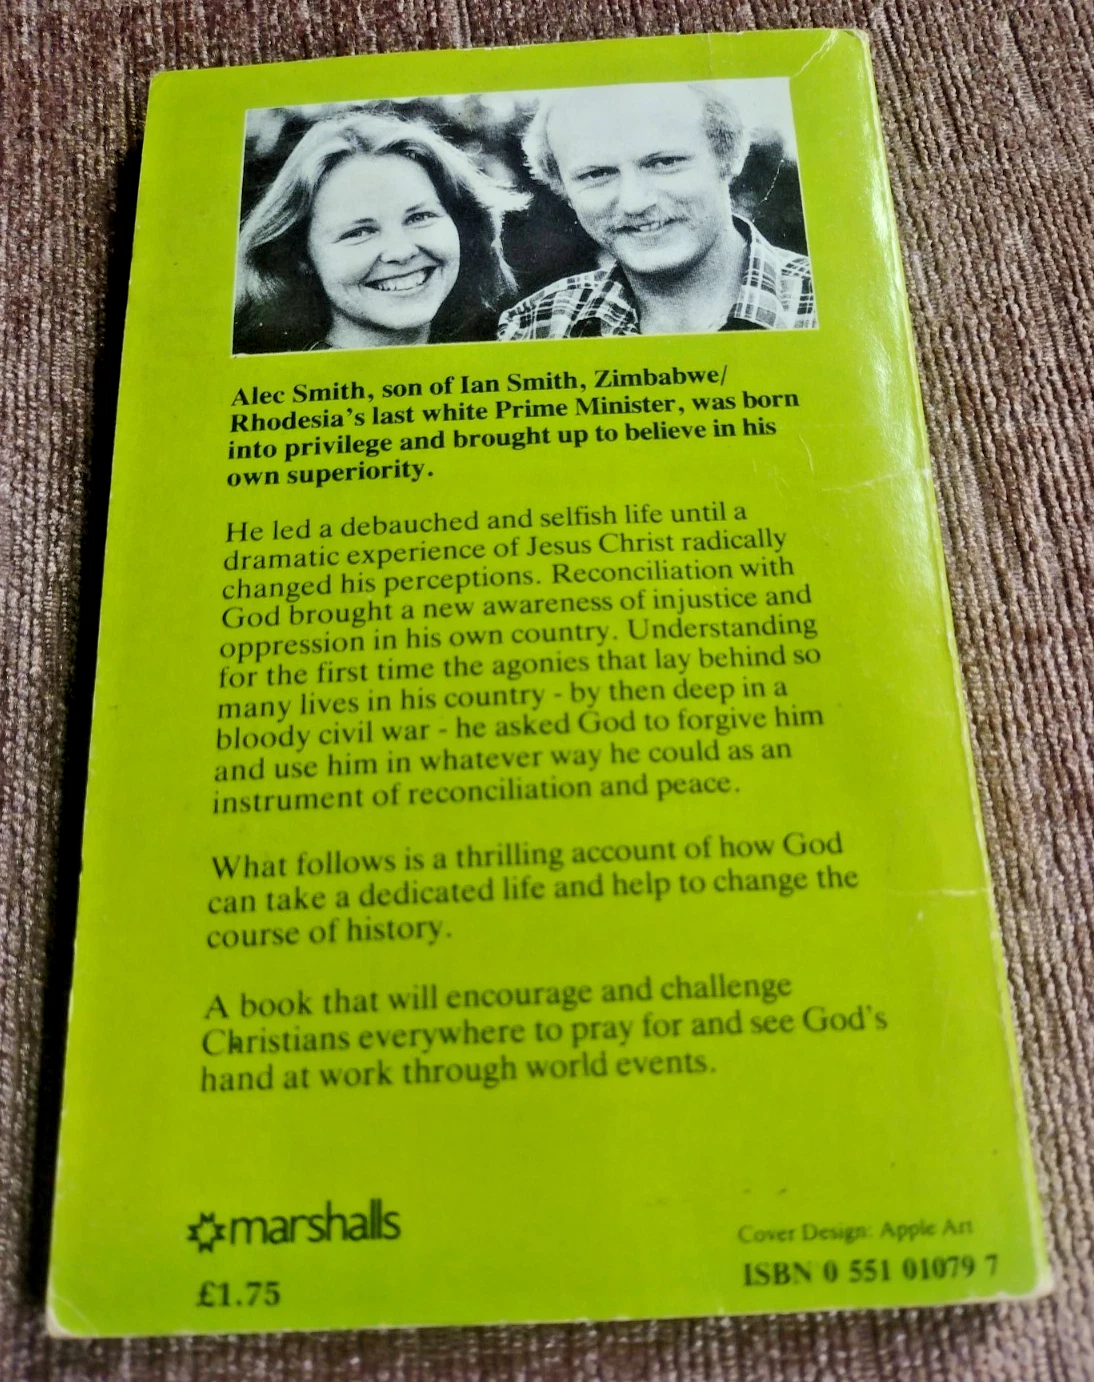 Alec Smith, son of Ian Smith, Zimbabwe/
Rhodesia's last white Prime Minister, was born
into privilege and brought up to believe in his
own superiority.
He led a debauched and selfish life until a
dramatic experience of Jesus Christ radically
changed his perceptions. Reconciliation with
God brought a new awareness of injustice and
oppression in his own country. Understanding
for the first time the agonies that lay behind so
many lives in his country - by then deep in a
bloody civil war - he asked God to forgive him
and use him in whatever way he could as an
instrument of reconciliation and peace.
What follows is a thrilling account of how God
can take a dedicated life and help to change the
course of history.
A book that will encourage and challenge
Christians everywhere to pray for and see God's
hand at work through world events.
marshalls
£1.75
Cover Design: Apple Art
ISBN 0 551 01079 7